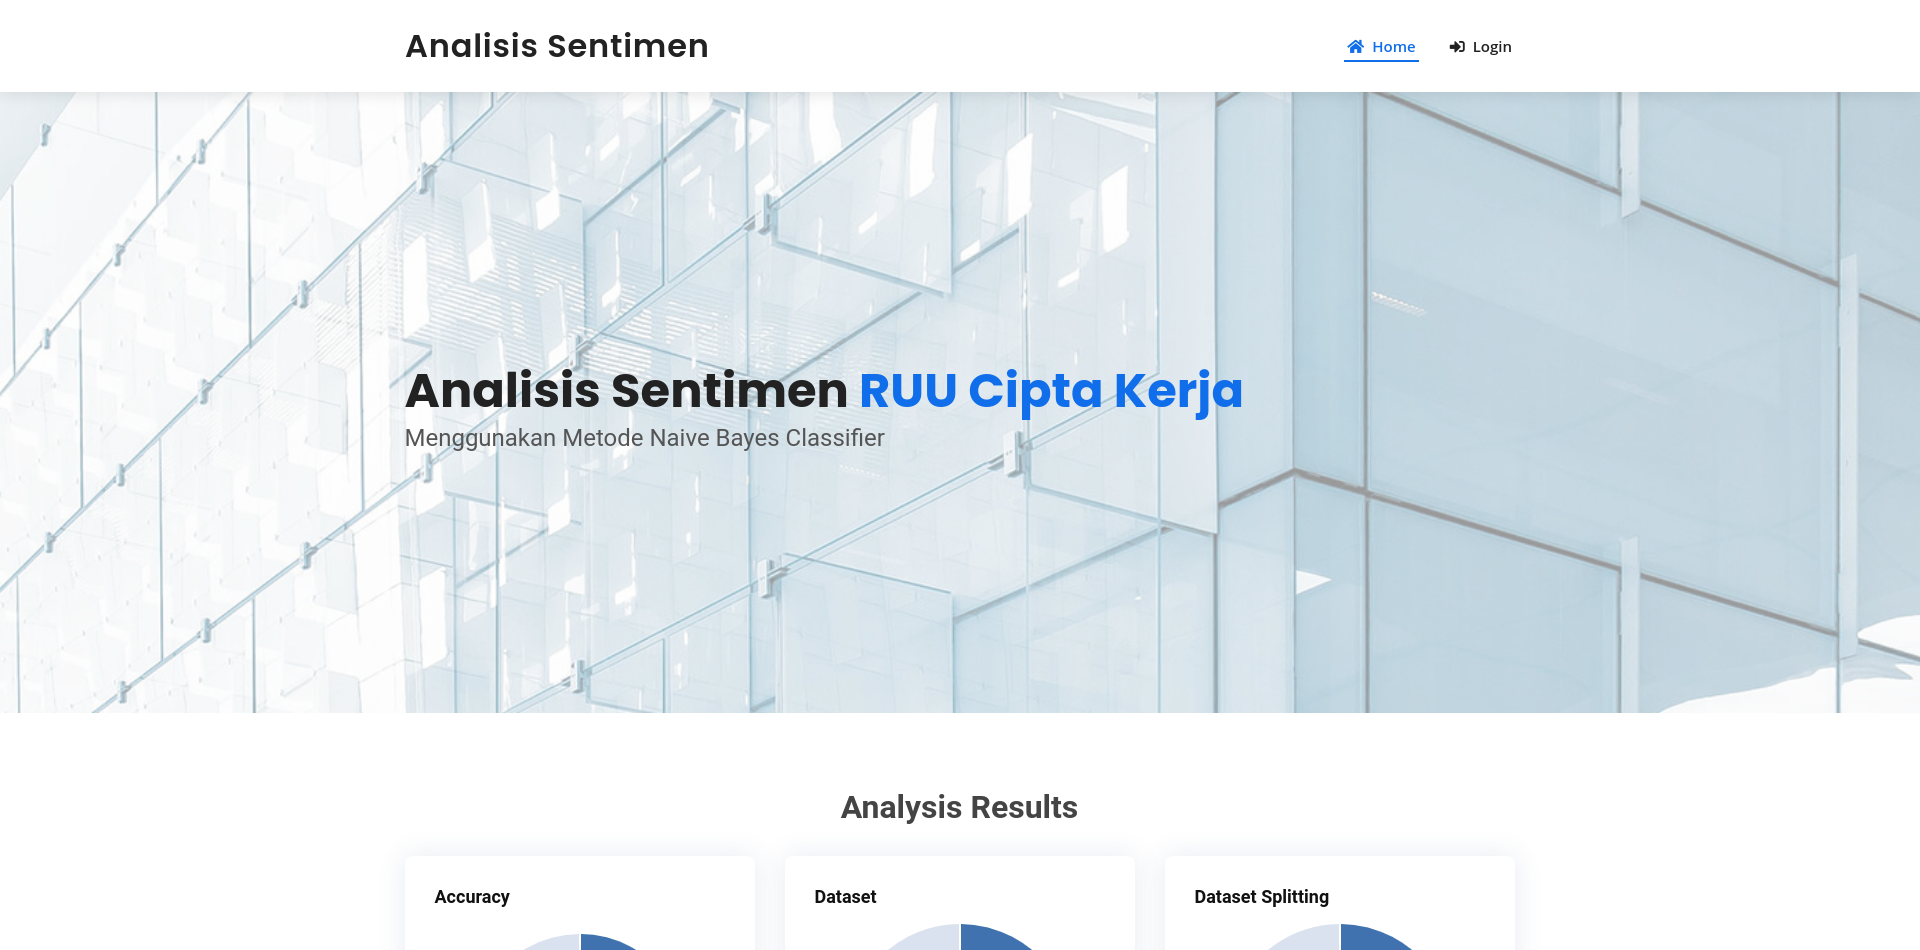 Analisis Sentimen
Home
Login
Analisis Sentimen RUU Cipta Kerja
Menggunakan Metode Naive Bayes Classifier
Analysis Results
Accuracy
Dataset
Dataset Splitting